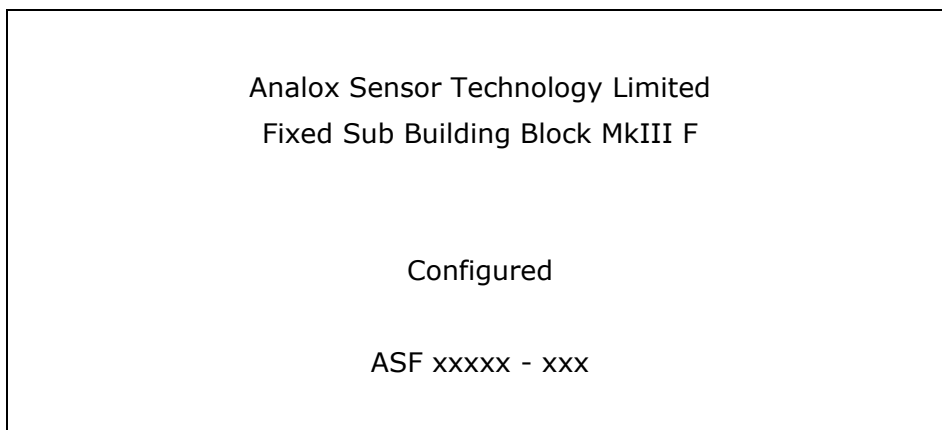 Analox Sensor Technology Limited
Fixed Sub Building Block MkIII F
Configured
ASF xxxxx - xxx